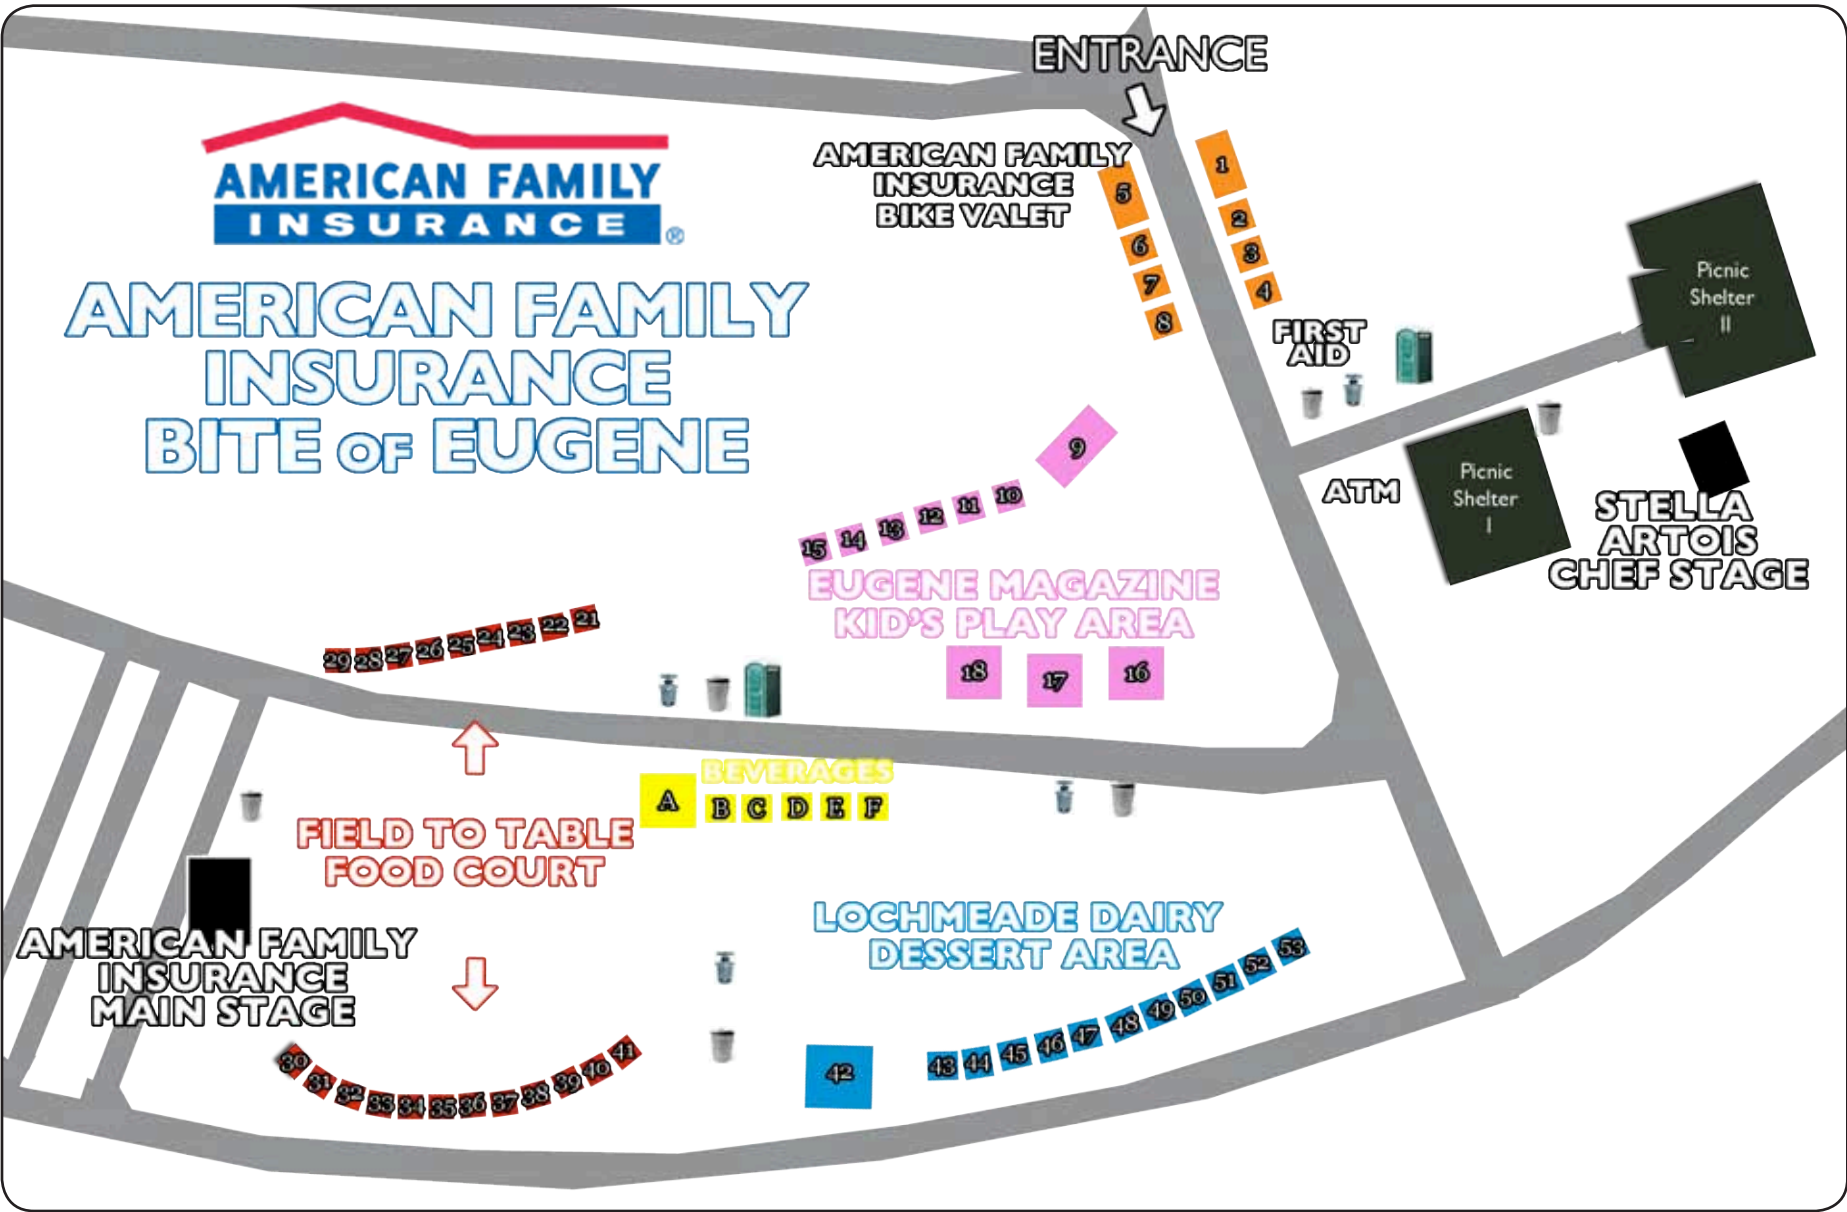 ENTRANCE
AMERICAN FAMILY
INSURANCE
BIKE VALET
AMERICAN FAMILY
INSURANCE ®
AMERICAN FAMILY
INSURANCE
BITE OF EUGENE
1
2
3
4
5
6
7
8
FIRST
AID
Picnic
Shelter
II
Picnic
Shelter
I
ATM
STELLA
ARTOIS
CHEF STAGE
9
15 14 13 12 11 10
EUGENE MAGAZINE
KID'S PLAY AREA
18 17 16
29 28 27 26 25 24 23 22 21
BEVERAGES
A B C D E F
FIELD TO TABLE
FOOD COURT
AMERICAN FAMILY
INSURANCE
MAIN STAGE
30 31 32 33 34 35 36 37 38 39 40 41
LOCHMEADE DAIRY
DESSERT AREA
42
43 44 45 46 47 48 49 50 51 52 53